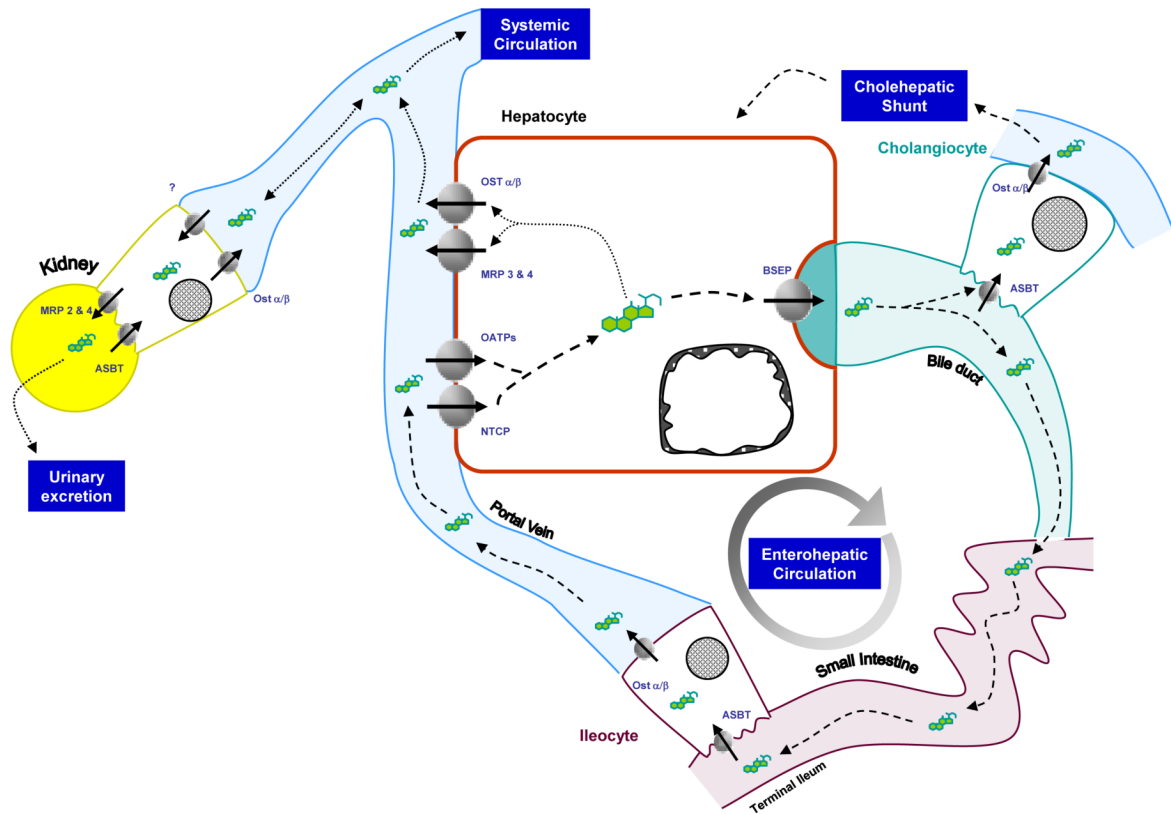 Systemic
Circulation
Cholehepatic
Shunt
Hepatocyte
Cholangiocyte
?
OST α/β
Ost α/β
Kidney
MRP 3 & 4
BSEP
ASBT
Ost α/β
MRP 2 & 4
OATPs
ASBT
Bile duct
NTCP
Urinary
excretion
Portal Vein
Enterohepatic
Circulation
Small Intestine
Ost α/β
ASBT
Ileocyte
Terminal Ileum